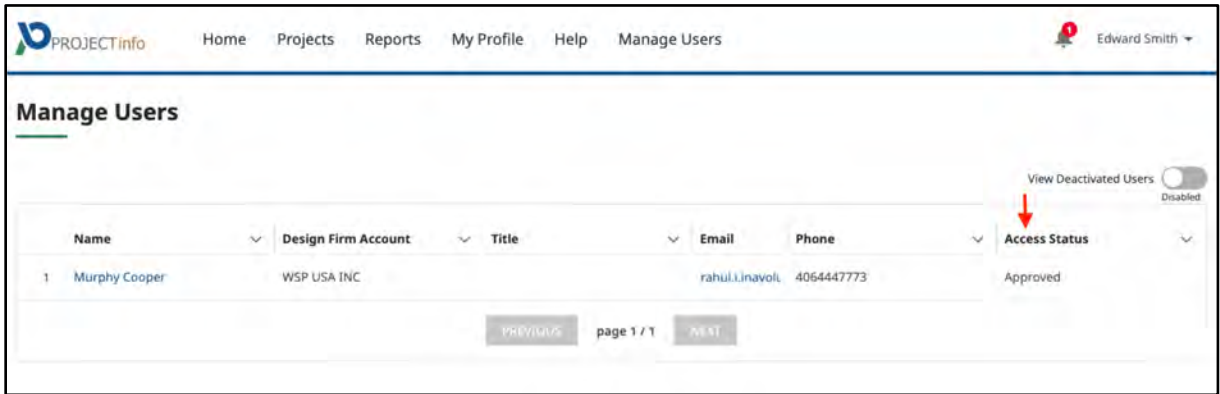 PROJECTinfo Home Projects Reports My Profile Help Manage Users 1 Edward Smith
Manage Users
View Deactivated Users
Disabled
Name Design Firm Account Title Email Phone Access Status
1 Murphy Cooper WSP USA INC 4064447773 Approved
PREVIOUS page 1 / 1 NEXT